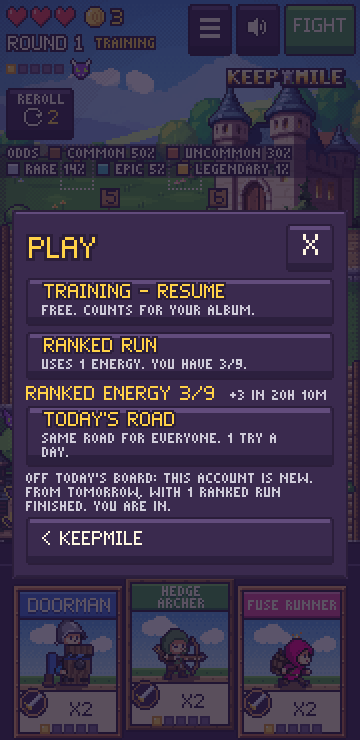 3
FIGHT
ROUND 1 TRAINING
KEEPMILE
REROLL
2
ODDS COMMON 50% UNCOMMON 30%
RARE 14% EPIC 5% LEGENDARY 1%
5 6
PLAY
X
TRAINING - RESUME
FREE. COUNTS FOR YOUR ALBUM.
RANKED RUN
USES 1 ENERGY. YOU HAVE 3/9.
RANKED ENERGY 3/9 +3 IN 20H 10M
TODAY'S ROAD
SAME ROAD FOR EVERYONE. 1 TRY A
DAY.
OFF TODAY'S BOARD: THIS ACCOUNT IS NEW.
FROM TOMORROW, WITH 1 RANKED RUN
FINISHED. YOU ARE IN.
< KEEPMILE
DOORMAN
HEDGE
ARCHER
FUSE RUNNER
X2
X2
X2